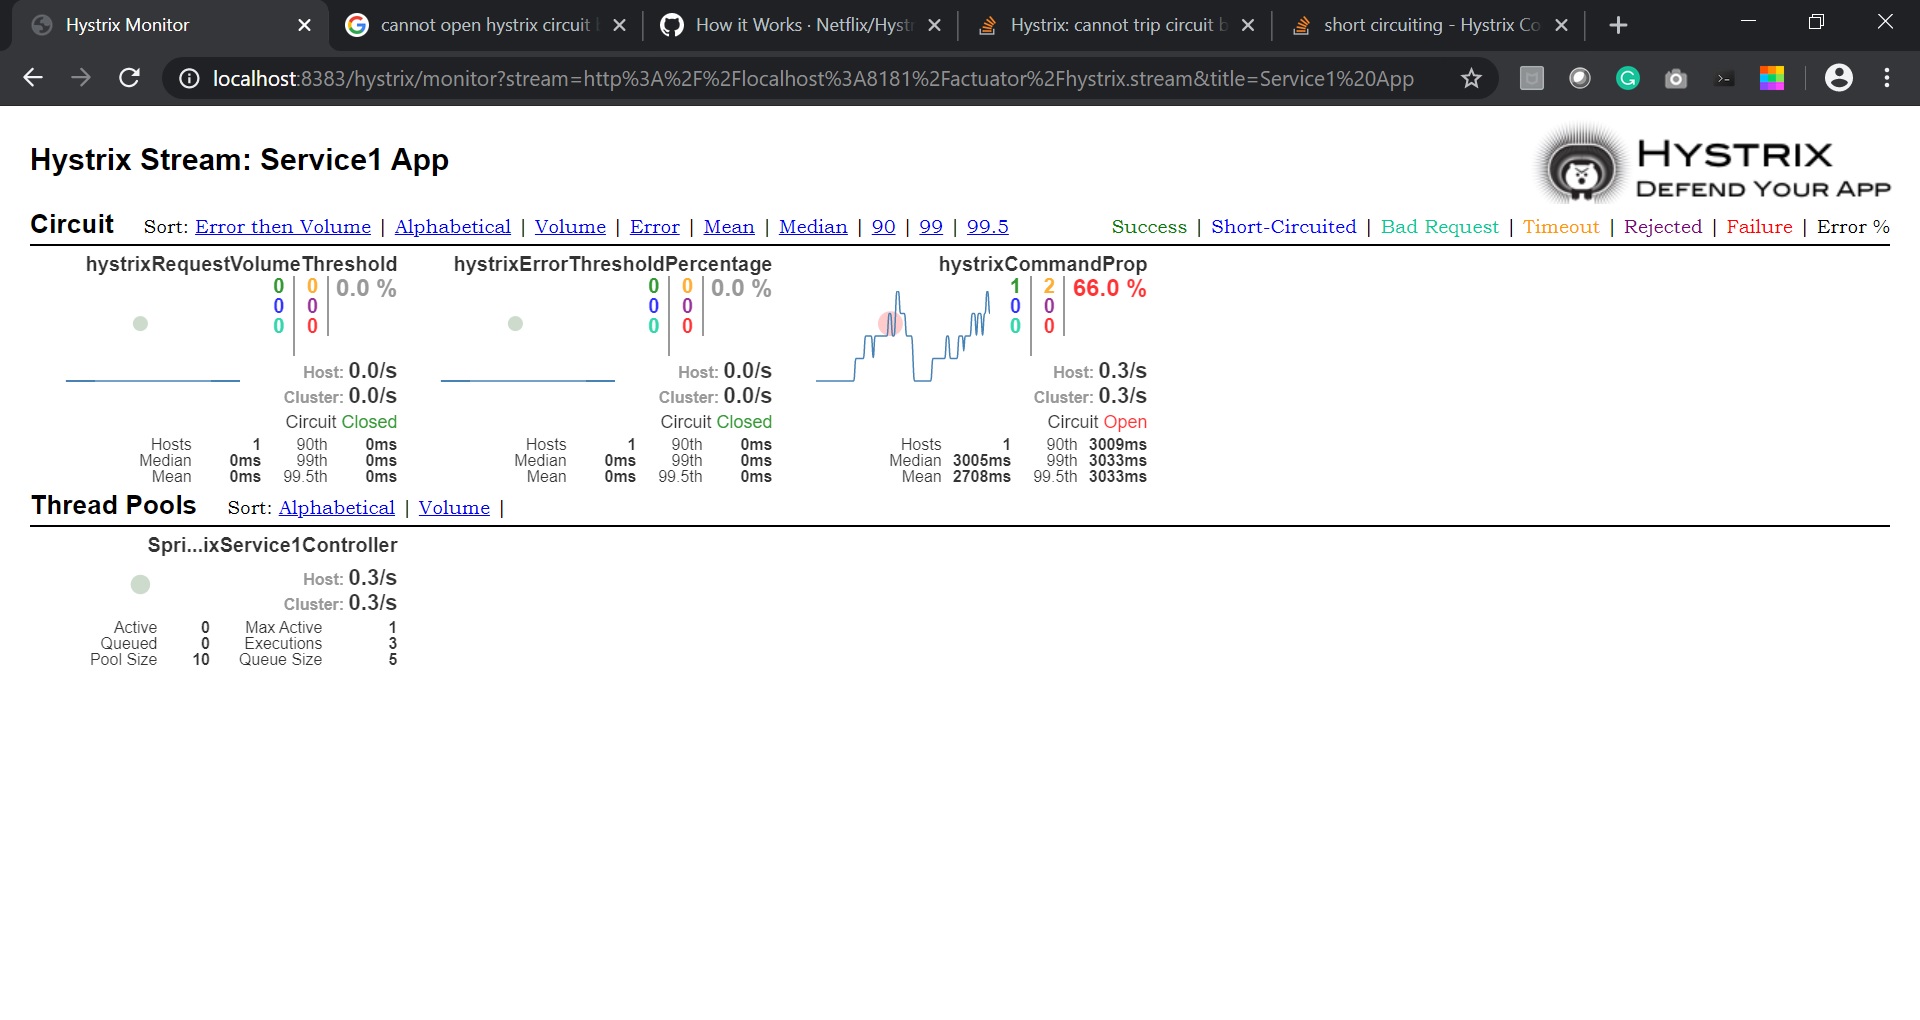 Hystrix Monitor
cannot open hystrix circuit
How it Works · Netflix/Hystr
Hystrix: cannot trip circuit b
short circuiting - Hystrix Co
localhost:8383/hystrix/monitor?stream=http%3A%2F%2Flocalhost%3A8181%2Factuator%2Fhystrix.stream&title=Service1%20App
Hystrix Stream: Service1 App
HYSTRIX
DEFEND YOUR APP
Circuit Sort: Error then Volume | Alphabetical | Volume | Error | Mean | Median | 90 | 99 | 99.5
Success | Short-Circuited | Bad Request | Timeout | Rejected | Failure | Error %
hystrixRequestVolumeThreshold
0 0 0.0 %
0 0
0 0
Host: 0.0/s
Cluster: 0.0/s
Circuit Closed
Hosts 1 90th 0ms
Median 0ms 99th 0ms
Mean 0ms 99.5th 0ms
hystrixErrorThresholdPercentage
0 0 0.0 %
0 0
0 0
Host: 0.0/s
Cluster: 0.0/s
Circuit Closed
Hosts 1 90th 0ms
Median 0ms 99th 0ms
Mean 0ms 99.5th 0ms
hystrixCommandProp
1 2 66.0 %
0 0
0 0
Host: 0.3/s
Cluster: 0.3/s
Circuit Open
Hosts 1 90th 3009ms
Median 3005ms 99th 3033ms
Mean 2708ms 99.5th 3033ms
Thread Pools Sort: Alphabetical | Volume |
Spri...ixService1Controller
Host: 0.3/s
Cluster: 0.3/s
Active 0 Max Active 1
Queued 0 Executions 3
Pool Size 10 Queue Size 5